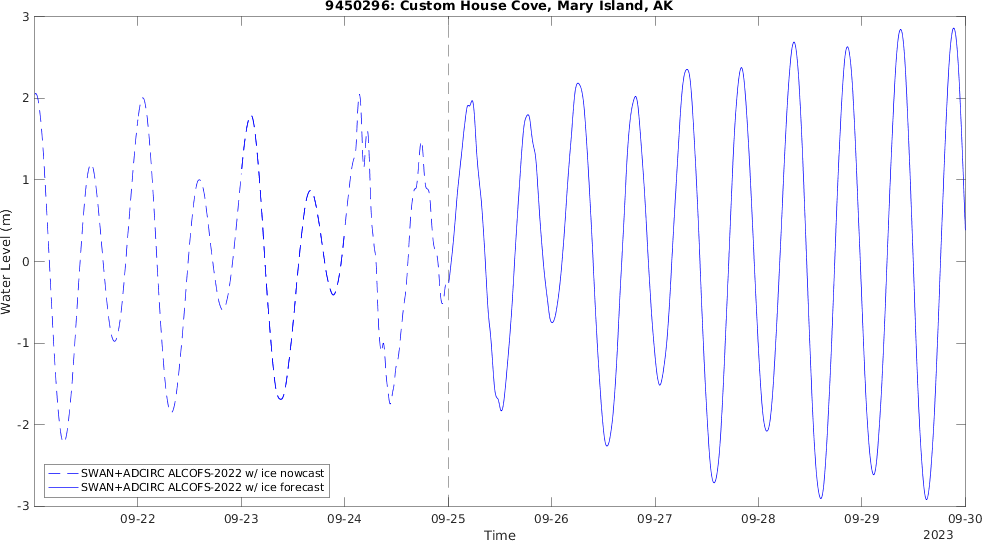 9450296: Custom House Cove, Mary Island, AK
3
2
1
0
-1
-2
-3
Water Level (m)
SWAN+ADCIRC ALCOFS-2022 w/ ice nowcast
SWAN+ADCIRC ALCOFS-2022 w/ ice forecast
09-22 09-23 09-24 09-25 09-26 09-27 09-28 09-29 09-30
Time
2023